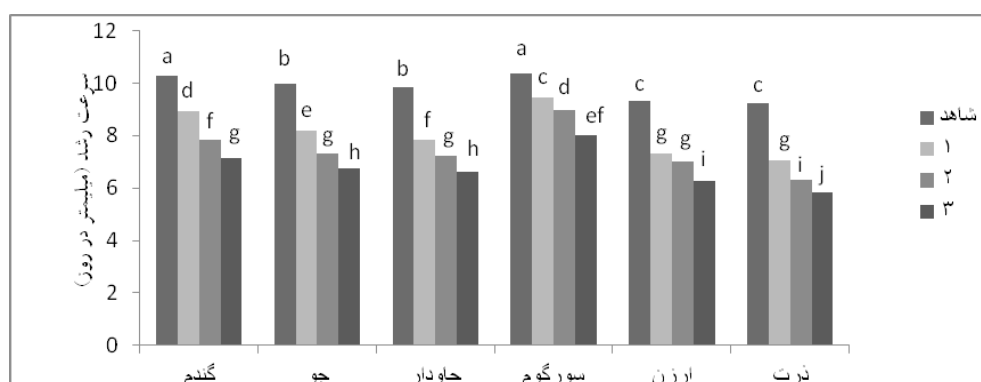 سرعت رشد (میلیمتر در روز)
12
10
8
6
4
2
0
a d f g
b e g h
b f g h
a c d ef
c g g i
c g i j
گندم جو چاودار سورگوم ارزن ذرت
شاهد
۱
۲
۳